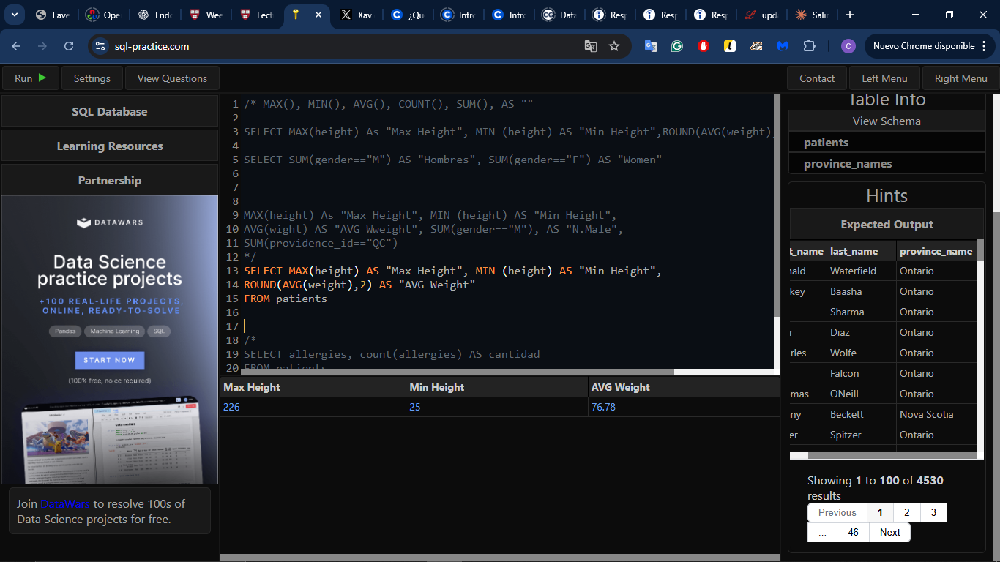 llave
Ope
Endo
Wee
Lect
Xavi
¿Qu
Intro
Intro
Data
Resp
Resp
Resp
upd
Salir
sql-practice.com
Nuevo Chrome disponible
Run
Settings
View Questions
Contact
Left Menu
Right Menu
SQL Database
Learning Resources
Partnership
DATAWARS
Data Science
practice projects
+100 REAL-LIFE PROJECTS,
ONLINE, READY-TO-SOLVE
Pandas
Machine Learning
SQL
START NOW
(100% free, no cc required)
Join DataWars to resolve 100s of
Data Science projects for free.
1 /* MAX(), MIN(), AVG(), COUNT(), SUM(), AS ""
2
3 SELECT MAX(height) As "Max Height", MIN (height) AS "Min Height",ROUND(AVG(weight),
4
5 SELECT SUM(gender=="M") AS "Hombres", SUM(gender=="F") AS "Women"
6
7
8
9 MAX(height) As "Max Height", MIN (height) AS "Min Height",
10 AVG(wight) AS "AVG Wweight", SUM(gender=="M"), AS "N.Male",
11 SUM(providence_id=="QC")
12 */
13 SELECT MAX(height) AS "Max Height", MIN (height) AS "Min Height",
14 ROUND(AVG(weight),2) AS "AVG Weight"
15 FROM patients
16
17
18 /*
19 SELECT allergies, count(allergies) AS cantidad
20 FROM patients
Max Height Min Height AVG Weight
226 25 76.78
Table Info
View Schema
patients
province_names
Hints
Expected Output
t_name last_name province_name
nald Waterfield Ontario
key Baasha Ontario
Sharma Ontario
r Diaz Ontario
rles Wolfe Ontario
Falcon Ontario
mas ONeill Ontario
ny Beckett Nova Scotia
er Spitzer Ontario
Showing 1 to 100 of 4530
results
Previous 1 2 3
... 46 Next